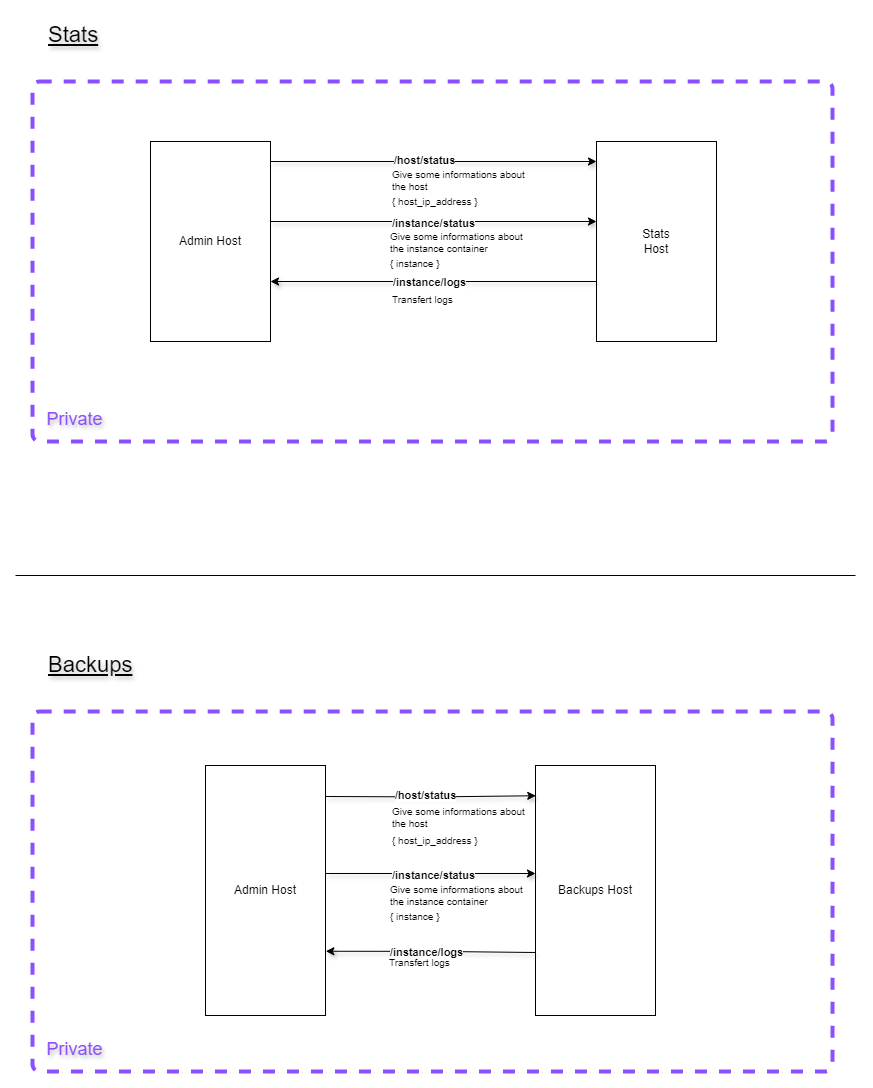 Stats
/host/status
Give some informations about
the host
{ host_ip_address }
/instance/status
Give some informations about
the instance container
{ instance }
/instance/logs
Transfert logs
Admin Host
Stats
Host
Private
Backups
/host/status
Give some informations about
the host
{ host_ip_address }
/instance/status
Give some informations about
the instance container
{ instance }
/instance/logs
Transfert logs
Admin Host
Backups Host
Private